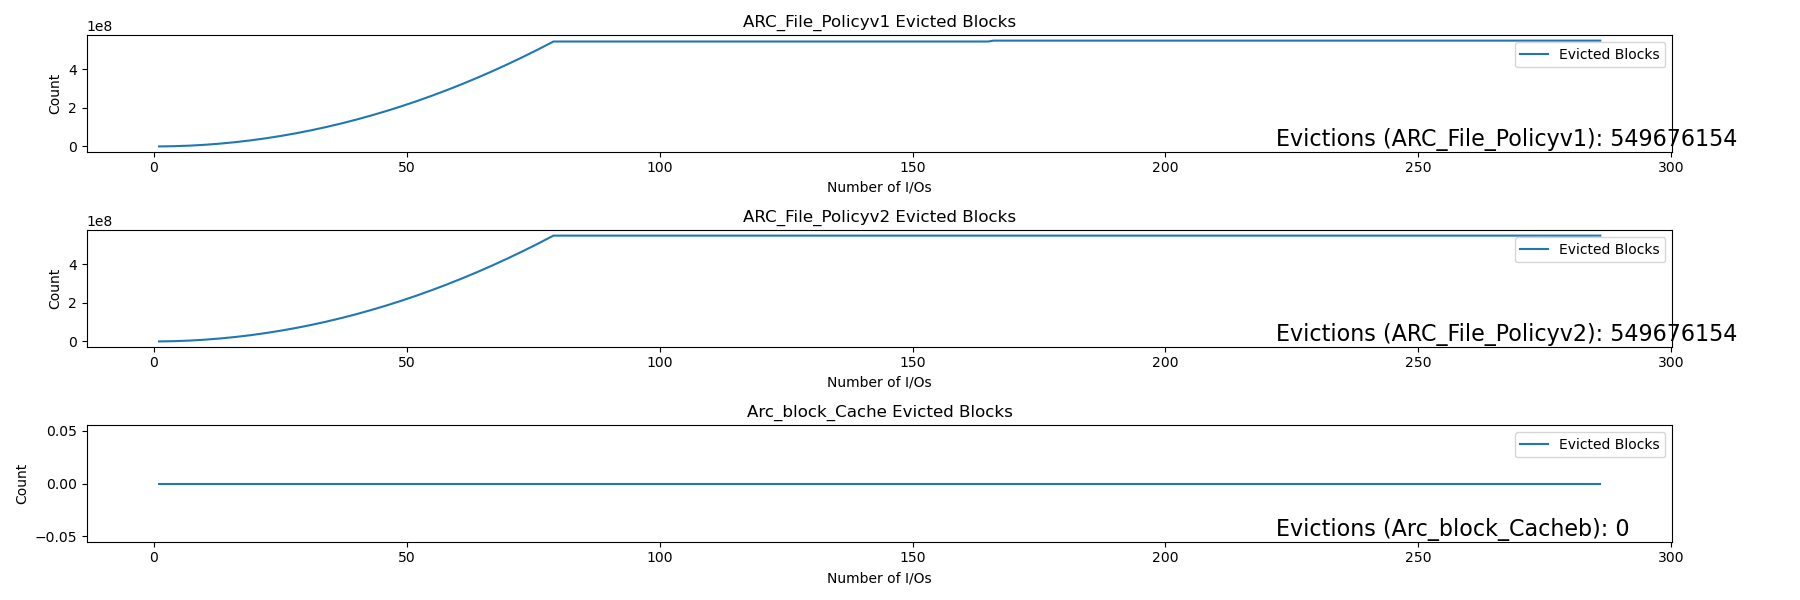 ARC_File_Policyv1 Evicted Blocks
1e8
4
2
0
Count
Evicted Blocks
Evictions (ARC_File_Policyv1): 549676154
0 50 100 150 200 250 300
Number of I/Os
ARC_File_Policyv2 Evicted Blocks
1e8
4
2
0
Count
Evicted Blocks
Evictions (ARC_File_Policyv2): 549676154
0 50 100 150 200 250 300
Number of I/Os
Arc_block_Cache Evicted Blocks
0.05
0.00
−0.05
Count
Evicted Blocks
Evictions (Arc_block_Cacheb): 0
0 50 100 150 200 250 300
Number of I/Os